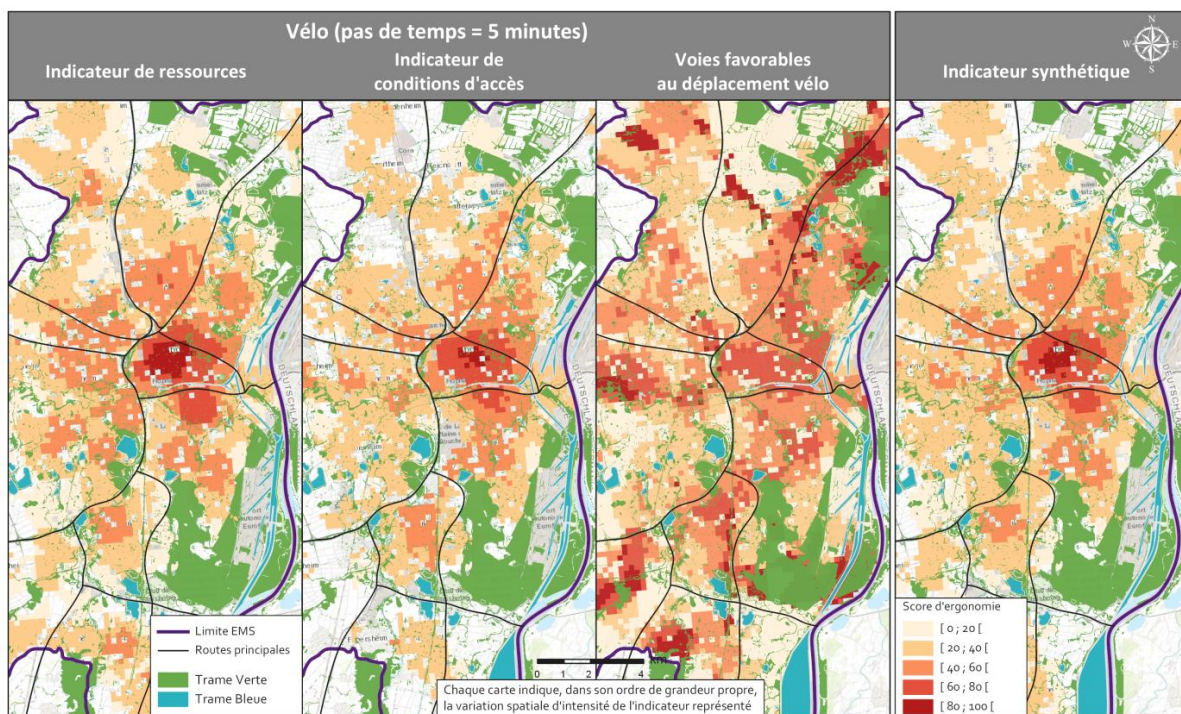 Vélo (pas de temps = 5 minutes)
Indicateur de ressources
Indicateur de
conditions d'accès
Voies favorables
au déplacement vélo
Indicateur synthétique
N
W E
S
DEUTSCHLA
DEUTSCHLA
Limite EMS
Routes principales
Trame Verte
Trame Bleue
0 2 4
Km
Chaque carte indique, dans son ordre de grandeur propre,
la variation spatiale d'intensité de l'indicateur représenté
Score d'ergonomie
[ 0 ; 20 [
[ 20 ; 40 [
[ 40 ; 60 [
[ 60 ; 80 [
[ 80 ; 100 [